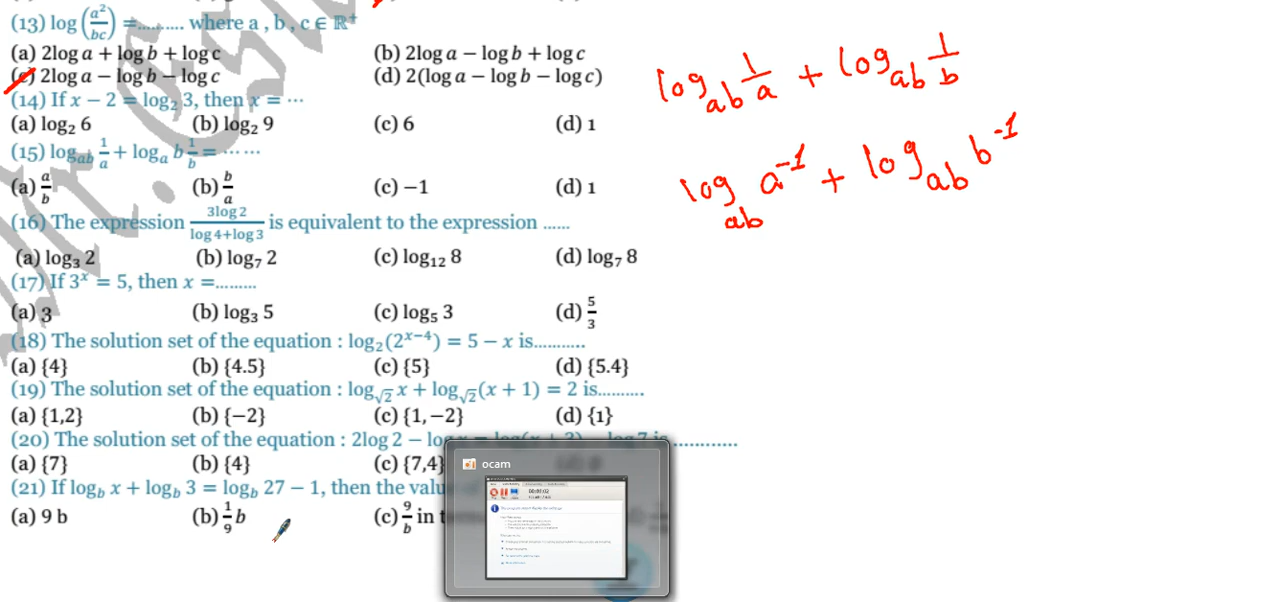 (13) log (a²/bc) =.......... where a , b , c ∈ ℝ⁺
(a) 2log a + log b + log c (b) 2log a − log b + log c
(c) 2log a − log b − log c (d) 2(log a − log b − log c)
(14) If x − 2 = log₂ 3, then x = ⋯
(a) log₂ 6 (b) log₂ 9 (c) 6 (d) 1
(15) log_ab 1/a + log_a b 1/b = ⋯ ⋯
(a) a/b (b) b/a (c) −1 (d) 1
(16) The expression 3log 2/log 4+log 3 is equivalent to the expression ......
(a) log₃ 2 (b) log₇ 2 (c) log₁₂ 8 (d) log₇ 8
(17) If 3ˣ = 5, then x =.........
(a) 3 (b) log₃ 5 (c) log₅ 3 (d) 5/3
(18) The solution set of the equation : log₂(2ˣ⁻⁴) = 5 − x is...........
(a) {4} (b) {4.5} (c) {5} (d) {5.4}
(19) The solution set of the equation : log_√2 x + log_√2 (x + 1) = 2 is.........
(a) {1,2} (b) {−2} (c) {1, −2} (d) {1}
(20) The solution set of the equation : 2log 2 − log 7 is............
(a) {7} (b) {4} (c) {7,4}
(21) If log_b x + log_b 3 = log_b 27 − 1, then the value
(a) 9 b (b) 1/9 b (c) 9/b in
log_ab 1/a + log_ab 1/b
log_ab a⁻¹ + log_ab b⁻¹
ocam